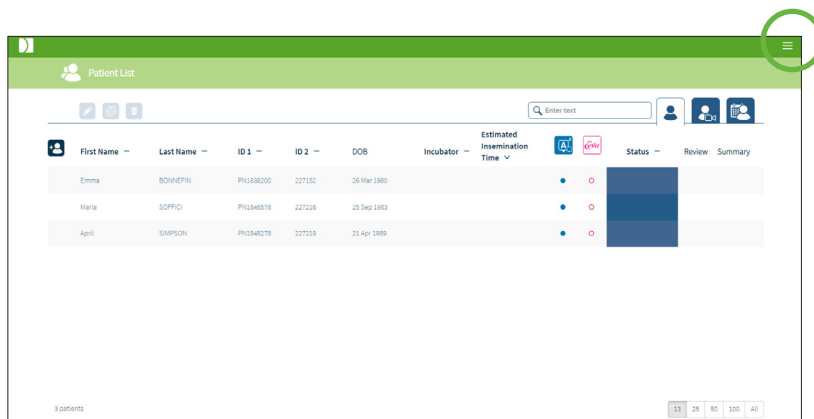 Patient List
Enter text
First Name – Last Name – ID 1 – ID 2 – DOB Incubator – Estimated Insemination Time Status – Review Summary
Emma BONNEFIN PN1838200 227152 26 Mar 1980
Maria SOFFICI PN1846578 227216 25 Sep 1983
April SIMPSON PN1848278 227219 21 Apr 1989
3 patients 13 25 50 100 All